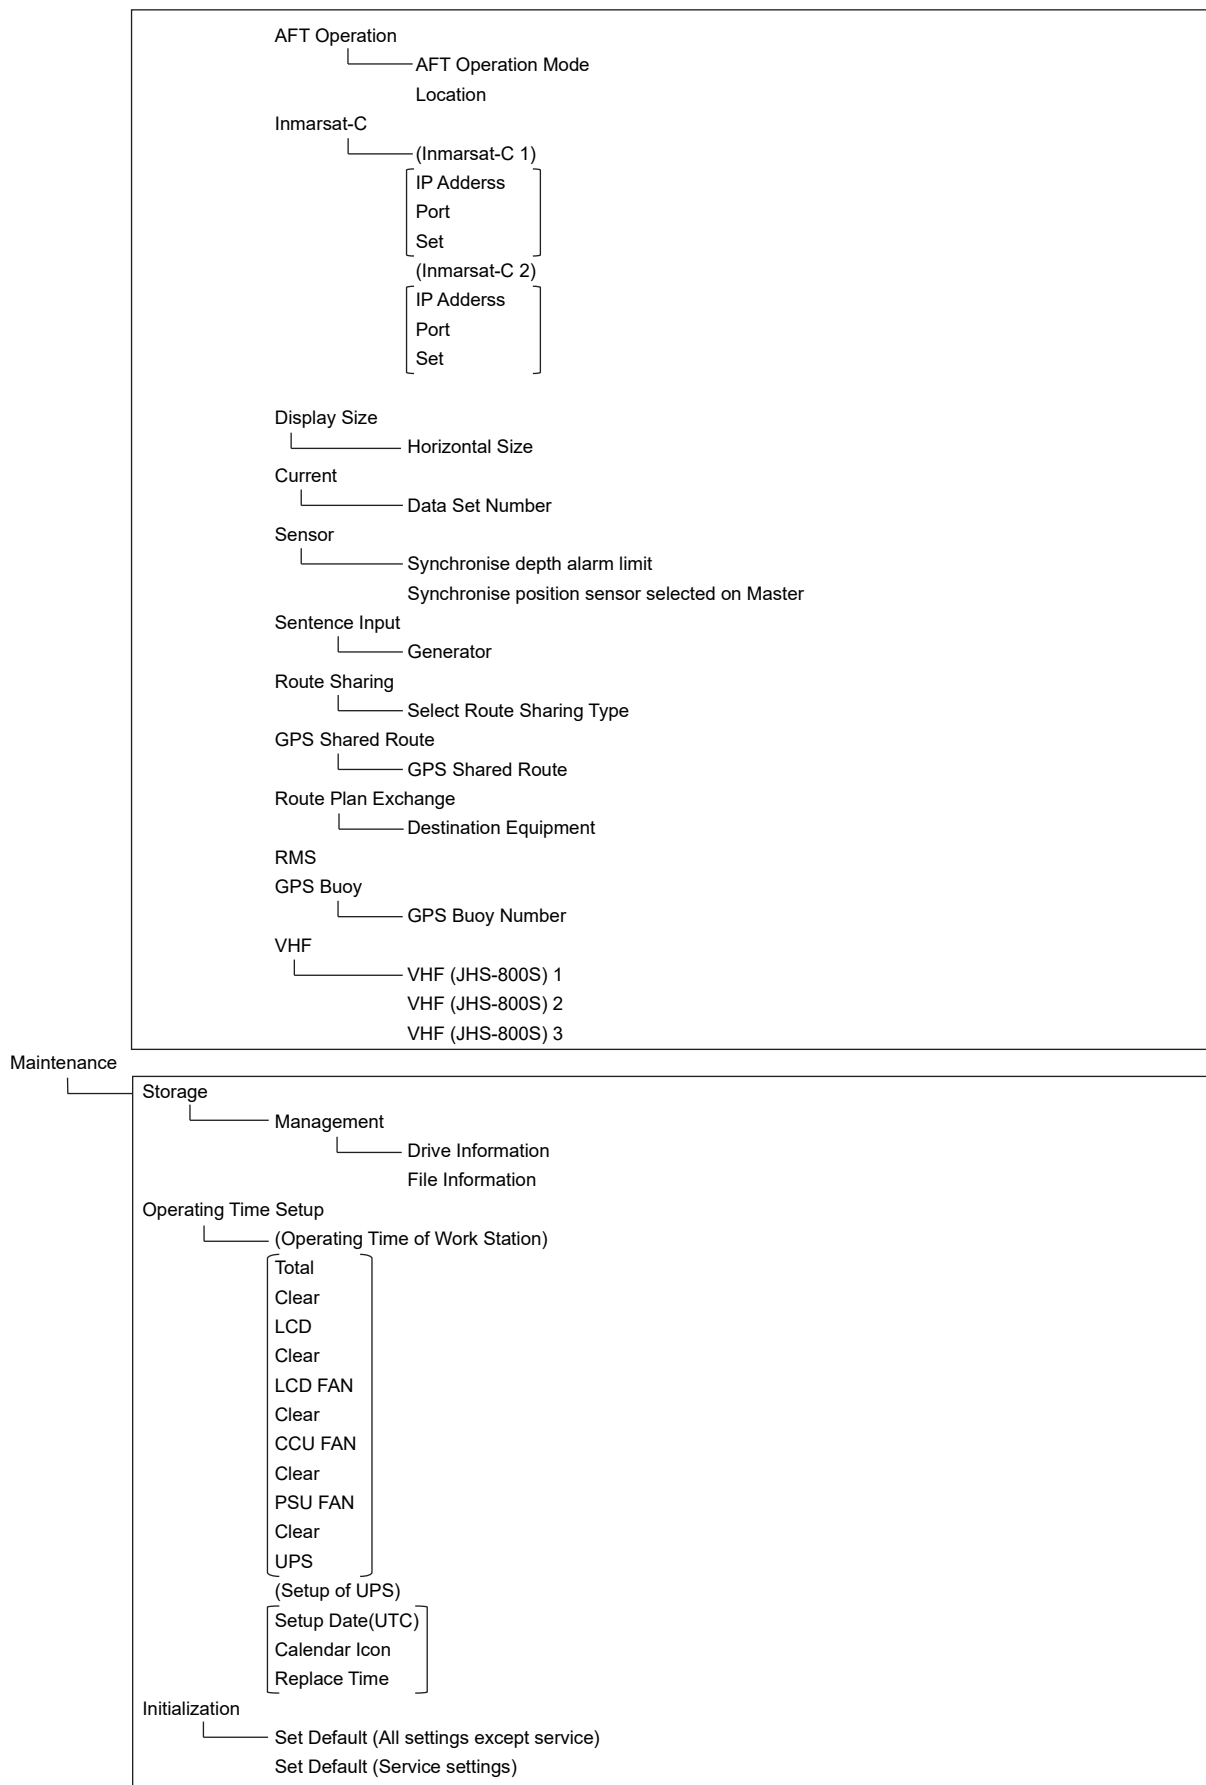 AFT Operation
AFT Operation Mode
Location
Inmarsat-C
(Inmarsat-C 1)
IP Aderss
Port
Set
(Inmarsat-C 2)
IP Aderss
Port
Set
Display Size
Horizontal Size
Current
Data Set Number
Sensor
Synchronise depth alarm limit
Synchronise position sensor selected on Master
Sentence Input
Generator
Route Sharing
Select Route Sharing Type
GPS Shared Route
GPS Shared Route
Route Plan Exchange
Destination Equipment
RMS
GPS Buoy
GPS Buoy Number
VHF
VHF (JHS-800S) 1
VHF (JHS-800S) 2
VHF (JHS-800S) 3
Maintenance
Storage
Management
Drive Information
File Information
Operating Time Setup
(Operating Time of Work Station)
Total
Clear
LCD
Clear
LCD FAN
Clear
CCU FAN
Clear
PSU FAN
Clear
UPS
(Setup of UPS)
Setup Date(UTC)
Calendar Icon
Replace Time
Initialization
Set Default (All settings except service)
Set Default (Service settings)